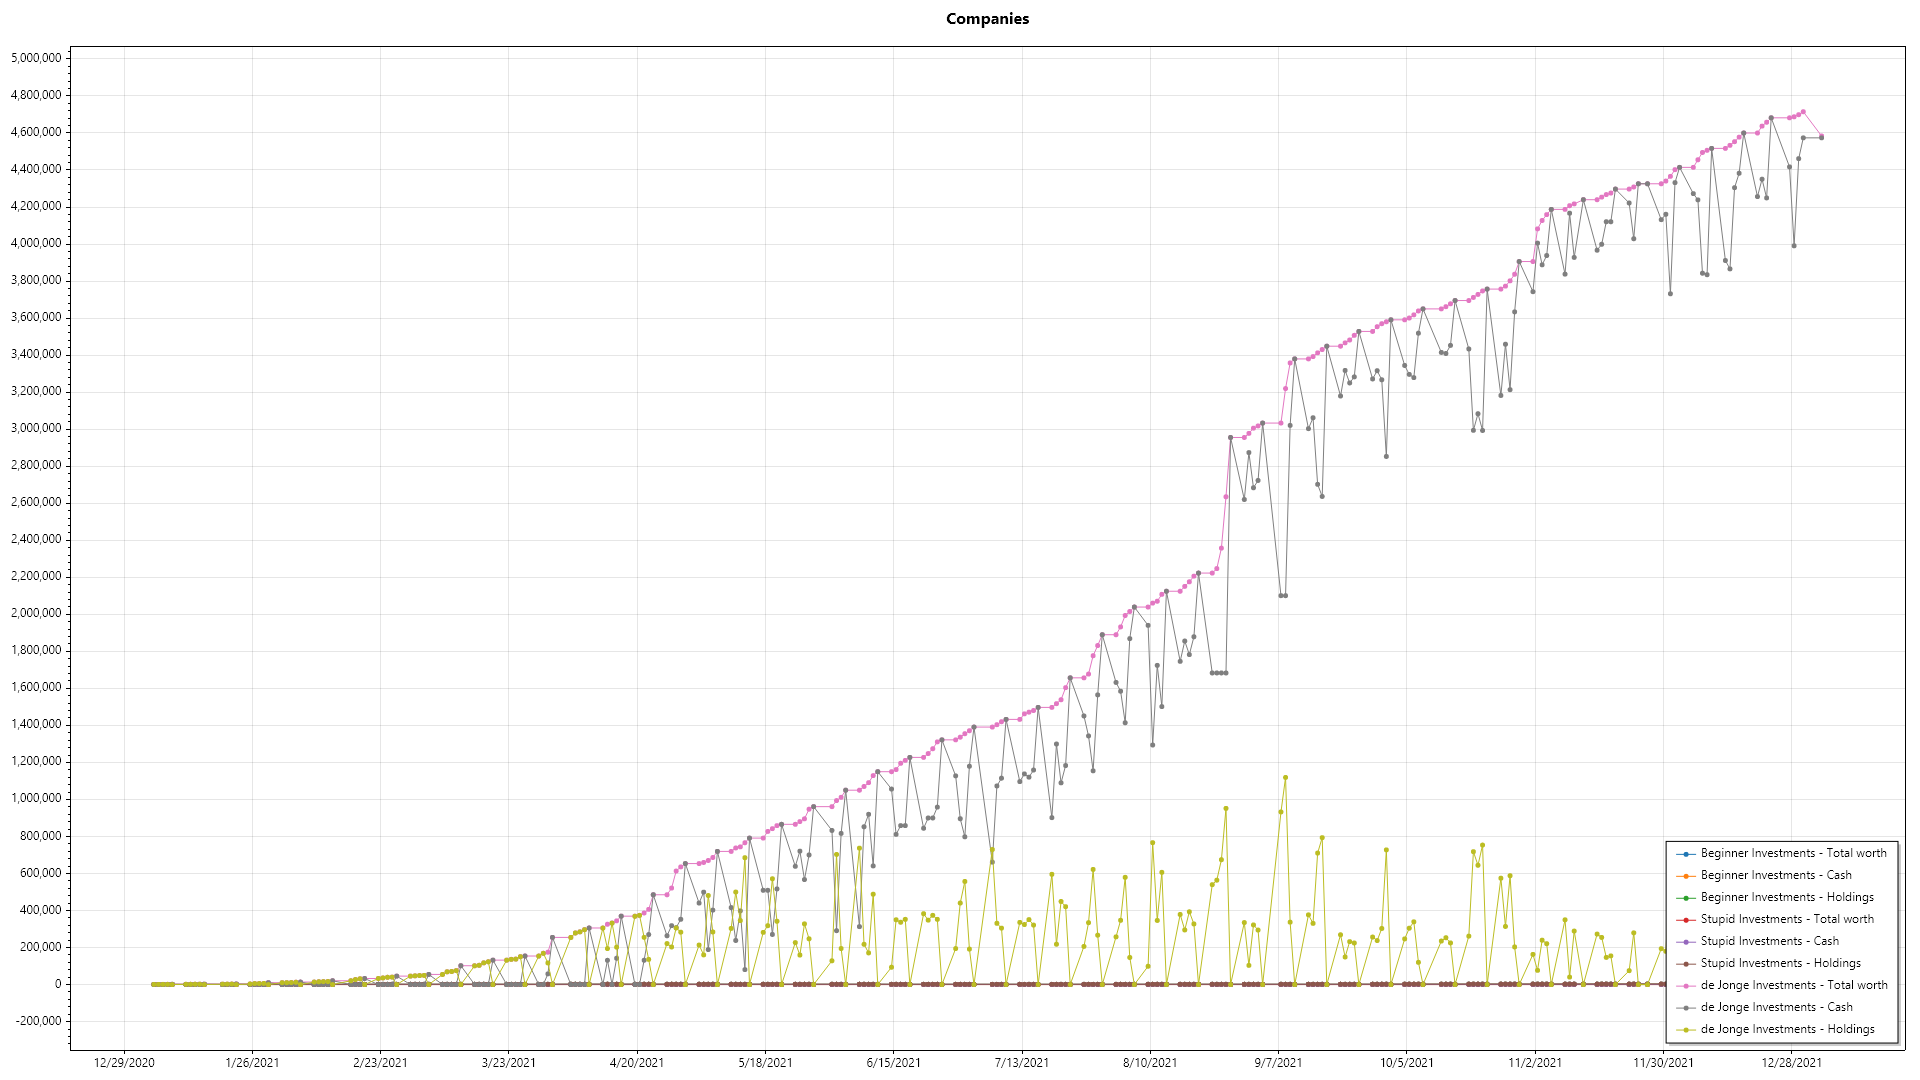 Companies
5,000,000
4,800,000
4,600,000
4,400,000
4,200,000
4,000,000
3,800,000
3,600,000
3,400,000
3,200,000
3,000,000
2,800,000
2,600,000
2,400,000
2,200,000
2,000,000
1,800,000
1,600,000
1,400,000
1,200,000
1,000,000
800,000
600,000
400,000
200,000
0
-200,000
Beginner Investments - Total worth
Beginner Investments - Cash
Beginner Investments - Holdings
Stupid Investments - Total worth
Stupid Investments - Cash
Stupid Investments - Holdings
de Jonge Investments - Total worth
de Jonge Investments - Cash
de Jonge Investments - Holdings
12/29/2020 1/26/2021 2/23/2021 3/23/2021 4/20/2021 5/18/2021 6/15/2021 7/13/2021 8/10/2021 9/7/2021 10/5/2021 11/2/2021 11/30/2021 12/28/2021